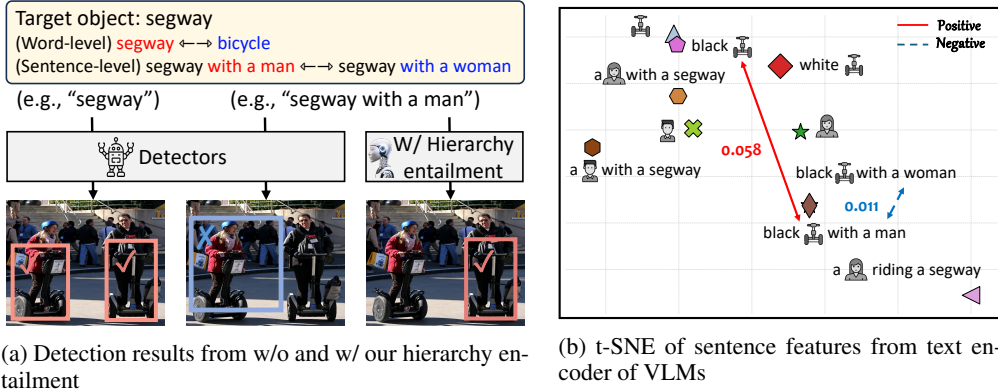 Target object: segway
(Word-level) segway ⇠⇢ bicycle
(Sentence-level) segway with a man ⇠⇢ segway with a woman
(e.g., “segway”)
(e.g., “segway with a man”)
Detectors
W/ Hierarchy
entailment
(a) Detection results from w/o and w/ our hierarchy en-
tailment
Positive
Negative
black
white
a with a segway
a with a segway
0.058
black with a woman
0.011
black with a man
a riding a segway
(b) t-SNE of sentence features from text en-
coder of VLMs